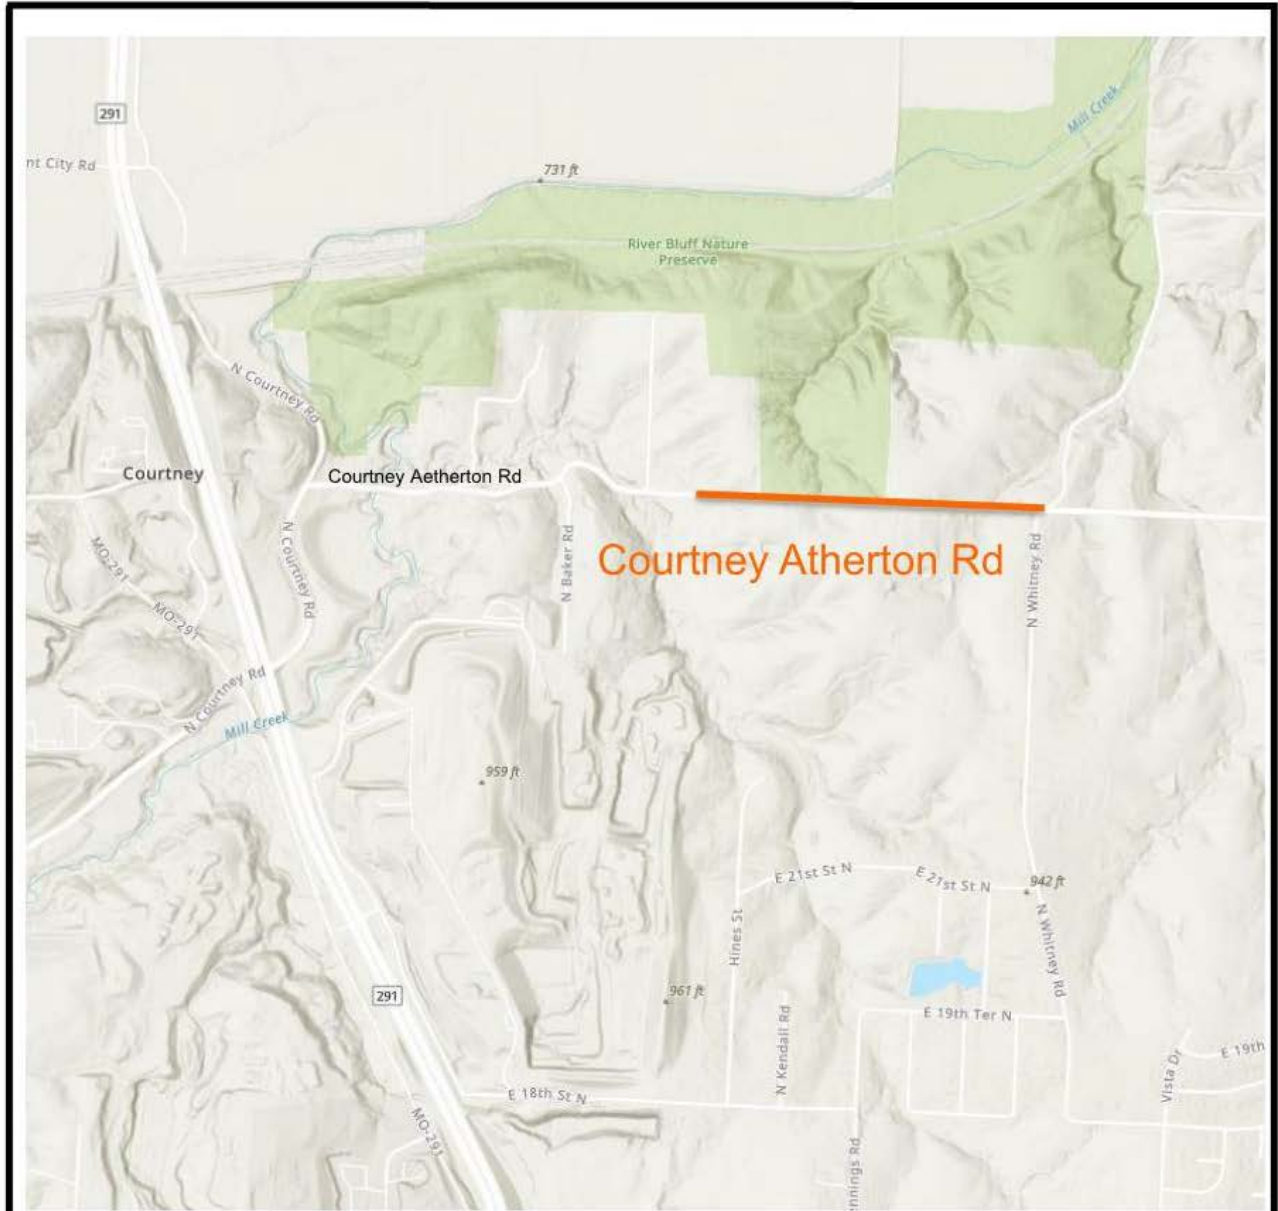 291
nt City Rd
Mill Creek
731 ft
River Bluff Nature
Preserve
N Courtney Rd
Courtney
Courtney Aetherton Rd
N Courtney Rd
N Baker Rd
Courtney Atherton Rd
N Whitney Rd
MO-291
MO-291
N Courtney Rd
Mill Creek
959 ft
E 21st St N
E 21st St N
942 ft
Hines St
N Whitney Rd
291
961 ft
E 19th Ter N
N Kendall Rd
E 19th
Vista Dr
E 18th St N
MO-291
nnings Rd